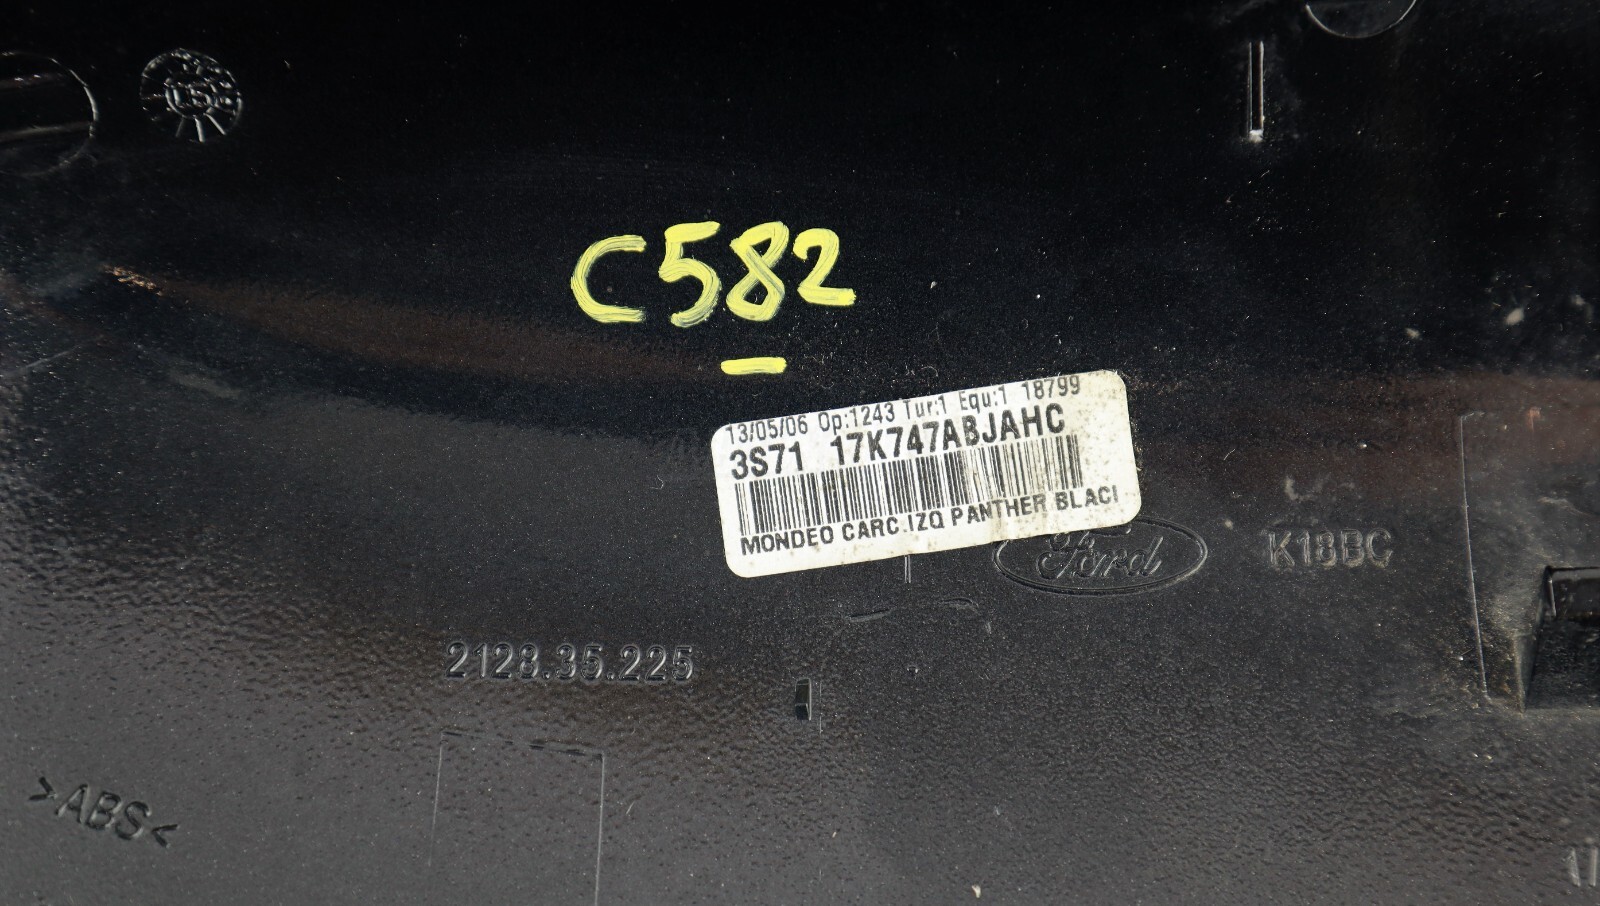 C582
13/05/06 Op:1243 Tur:1 Equ:1 18799
3S71 17K747ABJAHC
MONDEO CARC.IZQ PANTHER BLACI
Ford
K18BC
2128.35.225
>ABS<